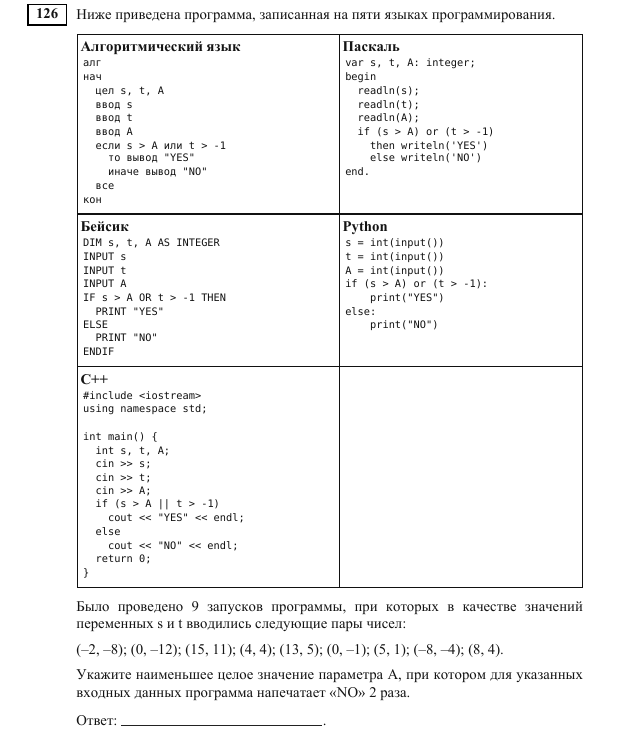 126 Ниже приведена программа, записанная на пяти языках программирования.
Алгоритмический язык
алг
нач
цел s, t, A
ввод s
ввод t
ввод A
если s > A или t > -1
то вывод "YES"
иначе вывод "NO"
все
кон
Паскаль
var s, t, A: integer;
begin
readln(s);
readln(t);
readln(A);
if (s > A) or (t > -1)
then writeln('YES')
else writeln('NO')
end.
Бейсик
DIM s, t, A AS INTEGER
INPUT s
INPUT t
INPUT A
IF s > A OR t > -1 THEN
PRINT "YES"
ELSE
PRINT "NO"
ENDIF
Python
s = int(input())
t = int(input())
A = int(input())
if (s > A) or (t > -1):
print("YES")
else:
print("NO")
C++
#include <iostream>
using namespace std;
int main() {
int s, t, A;
cin >> s;
cin >> t;
cin >> A;
if (s > A || t > -1)
cout << "YES" << endl;
else
cout << "NO" << endl;
return 0;
}
Было проведено 9 запусков программы, при которых в качестве значений
переменных s и t вводились следующие пары чисел:
(–2, –8); (0, –12); (15, 11); (4, 4); (13, 5); (0, –1); (5, 1); (–8, –4); (8, 4).
Укажите наименьшее целое значение параметра А, при котором для указанных
входных данных программа напечатает «NO» 2 раза.
Ответ: ____________________________.